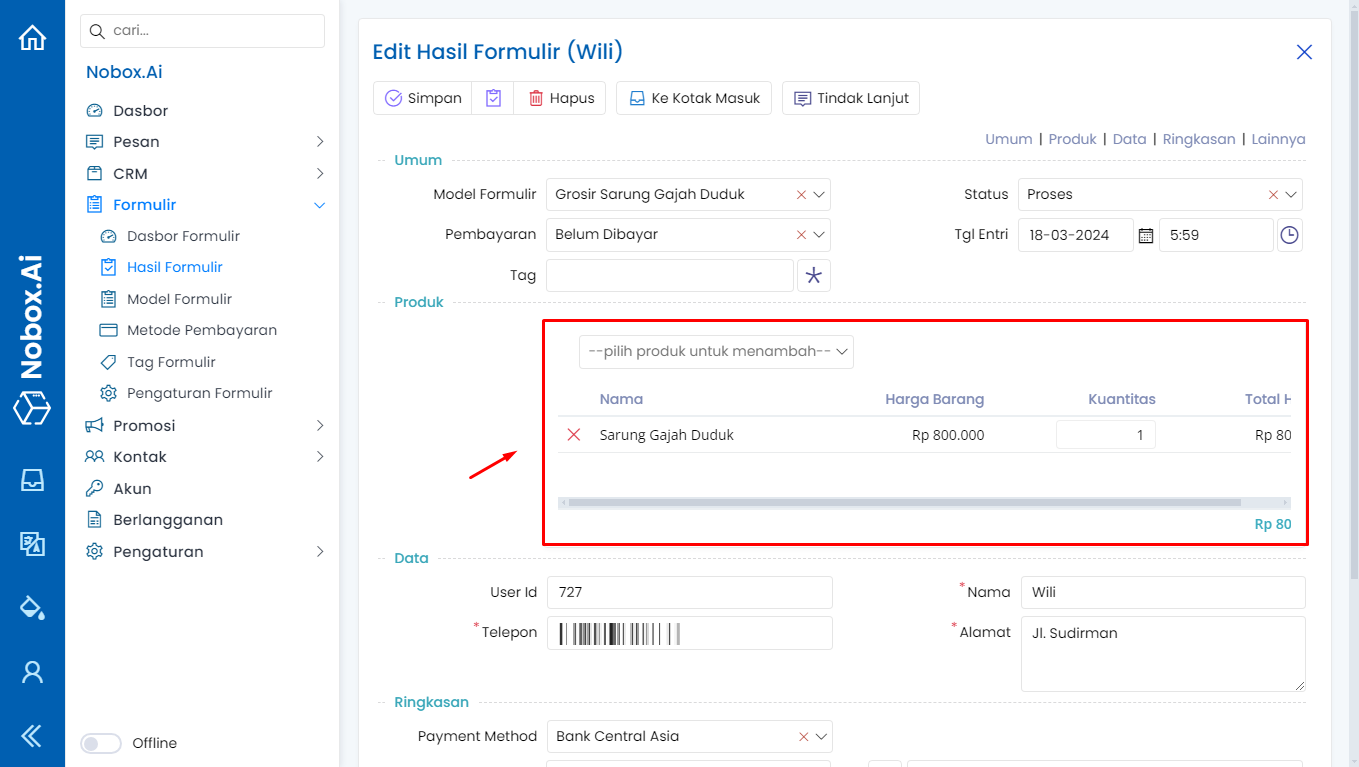 Nobox.Ai
cari...
Nobox.Ai
Dasbor
Pesan
CRM
Formulir
Dasbor Formulir
Hasil Formulir
Model Formulir
Metode Pembayaran
Tag Formulir
Pengaturan Formulir
Promosi
Kontak
Akun
Berlangganan
Pengaturan
Offline
Edit Hasil Formulir (Wili)
Simpan Hapus Ke Kotak Masuk Tindak Lanjut
Umum | Produk | Data | Ringkasan | Lainnya
Umum
Model Formulir Grosir Sarung Gajah Duduk Status Proses
Pembayaran Belum Dibayar Tgl Entri 18-03-2024 5:59
Tag
Produk
--pilih produk untuk menambah--
Nama Harga Barang Kuantitas Total H
Sarung Gajah Duduk Rp 800.000 1 Rp 80
Rp 80
Data
User Id 727 *Nama Wili
*Telepon *Alamat Jl. Sudirman
Ringkasan
Payment Method Bank Central Asia